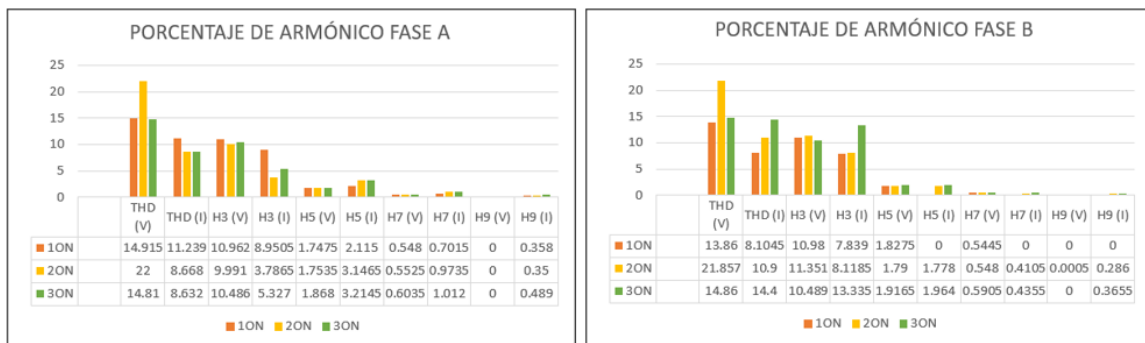 PORCENTAJE DE ARMÓNICO FASE A
25
20
15
10
5
0
THD (V) THD (I) H3 (V) H3 (I) H5 (V) H5 (I) H7 (V) H7 (I) H9 (V) H9 (I)
1ON 14.915 11.239 10.962 8.9505 1.7475 2.115 0.548 0.7015 0 0.358
2ON 22 8.668 9.991 3.7865 1.7535 3.1465 0.5525 0.9735 0 0.35
3ON 14.81 8.632 10.486 5.327 1.868 3.2145 0.6035 1.012 0 0.489
1ON 2ON 3ON
PORCENTAJE DE ARMÓNICO FASE B
25
20
15
10
5
0
THD (V) THD (I) H3 (V) H3 (I) H5 (V) H5 (I) H7 (V) H7 (I) H9 (V) H9 (I)
1ON 13.86 8.1045 10.98 7.839 1.8275 0 0.5445 0 0 0
2ON 21.857 10.9 11.351 8.1185 1.79 1.778 0.548 0.4105 0.0005 0.286
3ON 14.86 14.4 10.489 13.335 1.9165 1.964 0.5905 0.4355 0 0.3655
1ON 2ON 3ON